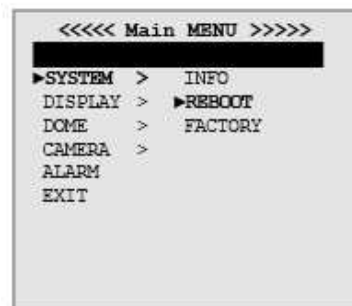 <<<<< Main MENU >>>>>
►SYSTEM > INFO
DISPLAY > ►REBOOT
DOME > FACTORY
CAMERA >
ALARM
EXIT